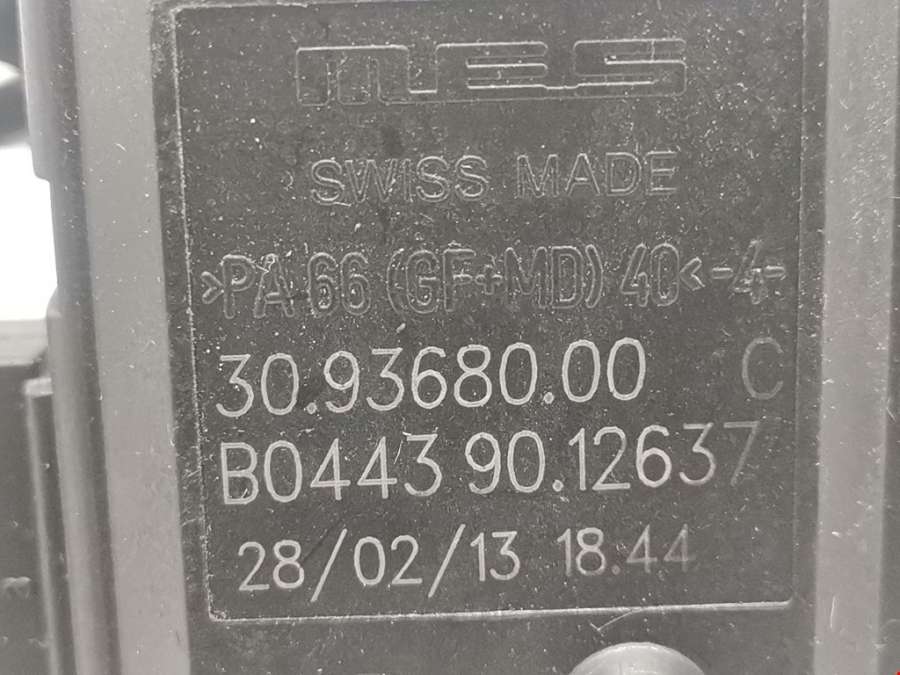 mes
SWISS MADE
>PA 66 (GF+MD) 40< -4-
30.93680.00 C
B0443 90.12637
28/02/13 18.44